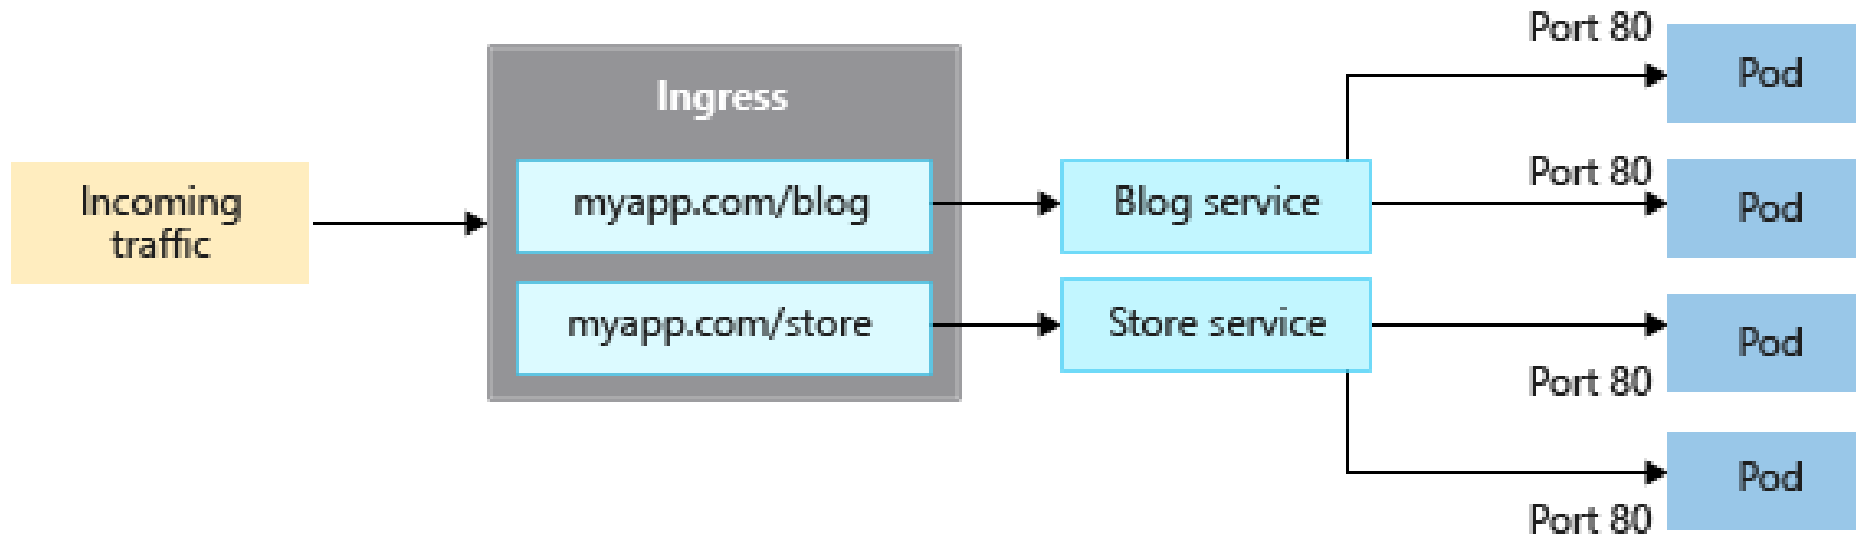 Ingress
Incoming
traffic
myapp.com/blog
myapp.com/store
Blog service
Store service
Port 80
Pod
Port 80
Pod
Pod
Port 80
Pod
Port 80